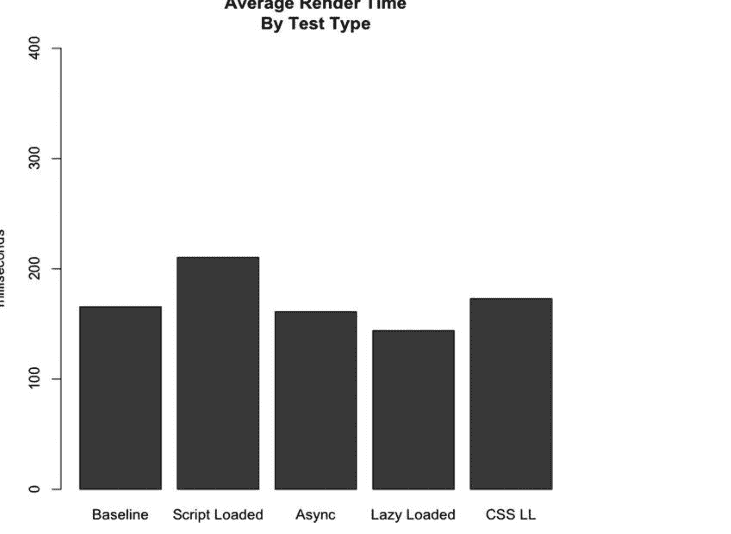 Average Render Time
By Test Type
milliseconds
400
300
200
100
0
Baseline Script Loaded Async Lazy Loaded CSS LL